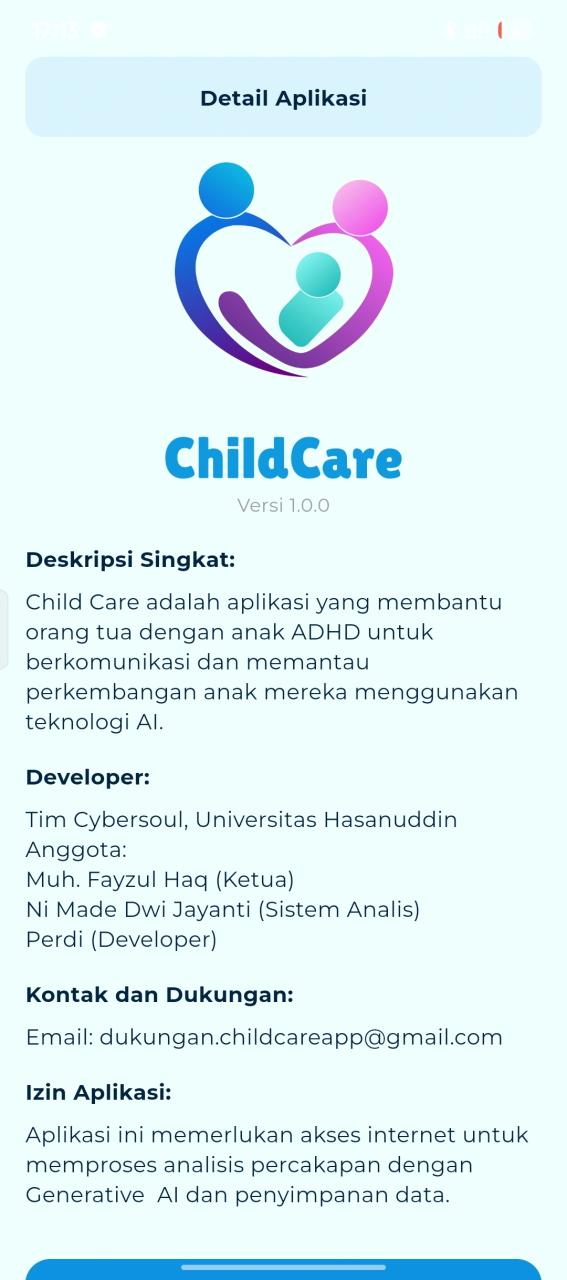 Detail Aplikasi
ChildCare
Versi 1.0.0
Deskripsi Singkat:
Child Care adalah aplikasi yang membantu
orang tua dengan anak ADHD untuk
berkomunikasi dan memantau
perkembangan anak mereka menggunakan
teknologi AI.
Developer:
Tim Cybersoul, Universitas Hasanuddin
Anggota:
Muh. Fayzul Haq (Ketua)
Ni Made Dwi Jayanti (Sistem Analis)
Perdi (Developer)
Kontak dan Dukungan:
Email: dukungan.childcareapp@gmail.com
Izin Aplikasi:
Aplikasi ini memerlukan akses internet untuk
memproses analisis percakapan dengan
Generative  AI dan penyimpanan data.